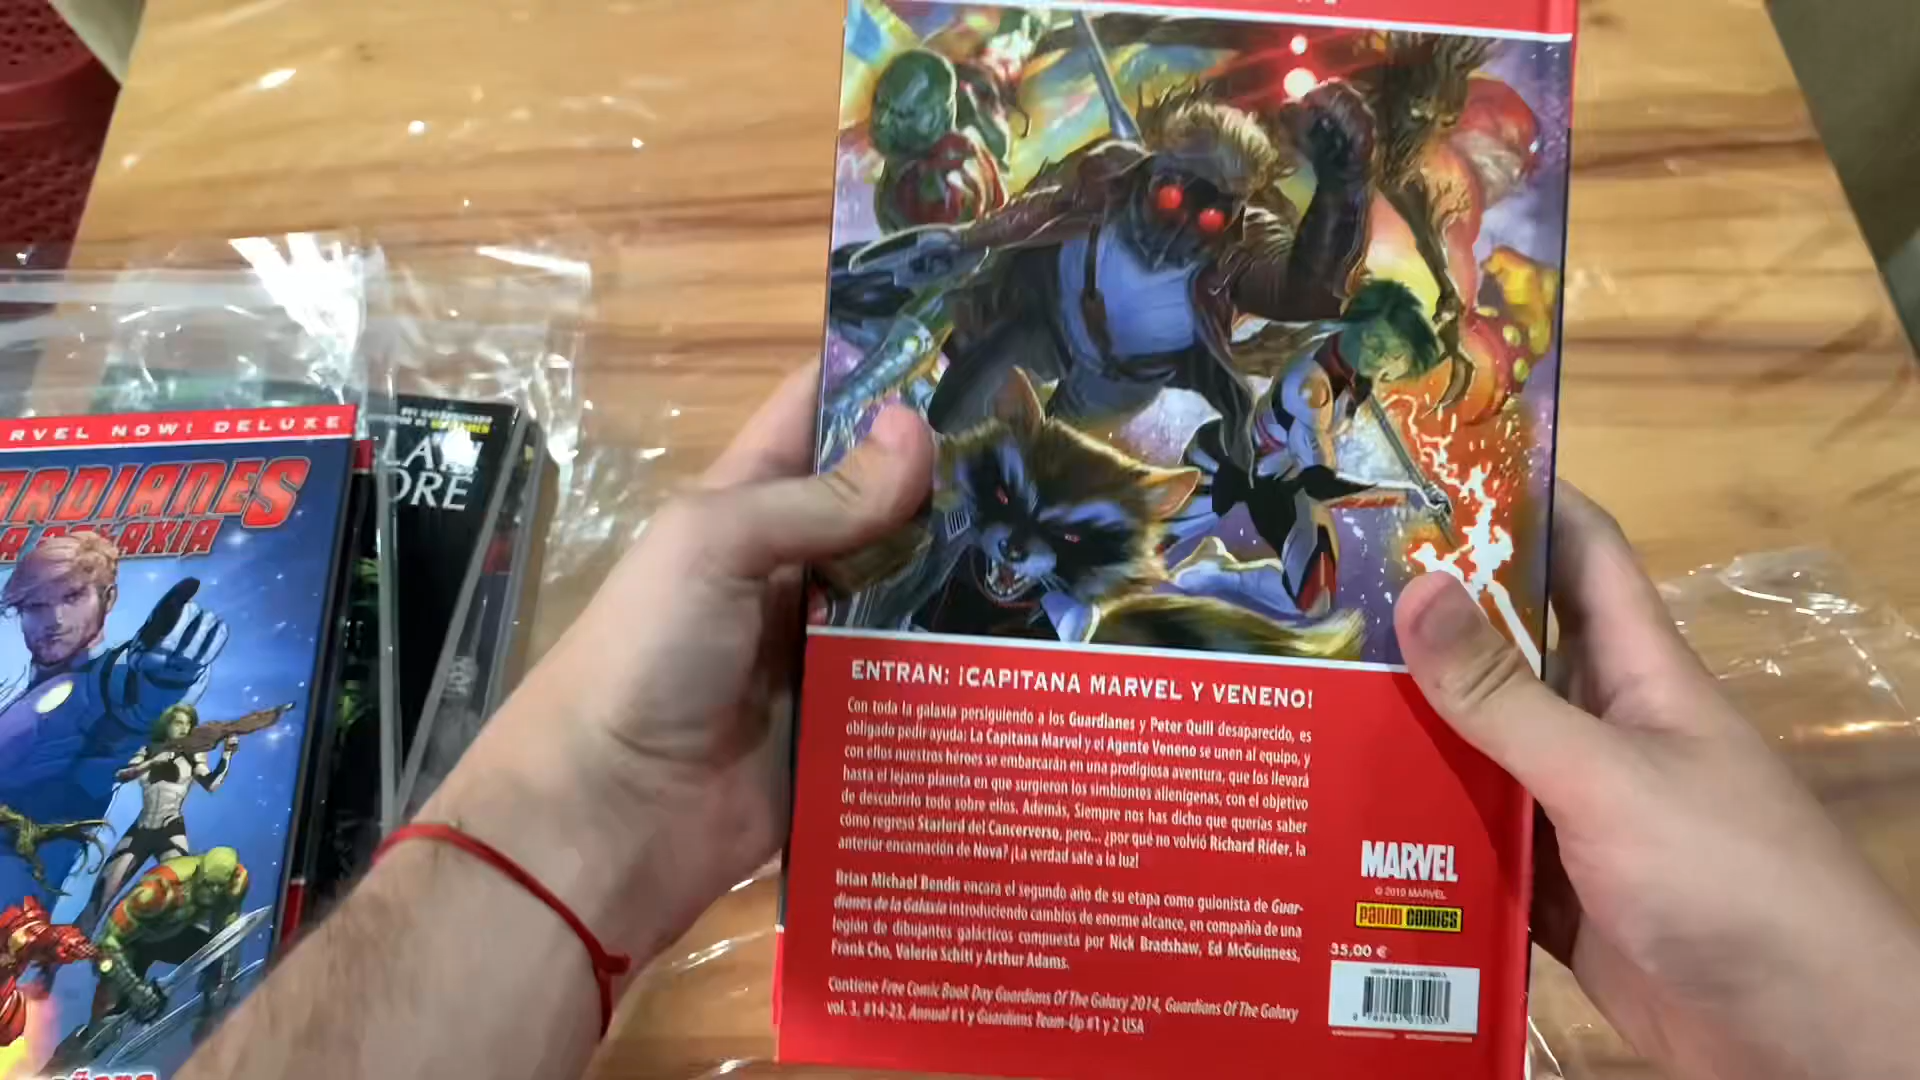 RVEL NOW! DELUXE
ARDIANES
A GALAXIA
ORE
ENTRAN: ¡CAPITANA MARVEL Y VENENO!
Con toda la galaxia persiguiendo a los Guardianes y Peter Quill desaparecido, es
obligado pedir ayuda: La Capitana Marvel y el Agente Veneno se unen al equipo, y
con ellos nuestros héroes se embarcarán en una prodigiosa aventura, que los llevará
hasta el lejano planeta en que surgieron los simbiontes alienígenas, con el objetivo
de descubrirlo todo sobre ellos. Además, Siempre nos has dicho que querías saber
cómo regresó Starlord del Cancerverso, pero... ¿por qué no volvió Richard Rider, la
anterior encarnación de Nova? ¡La verdad sale a la luz!
Brian Michael Bendis encara el segundo año de su etapa como guionista de Guar-
dianes de la Galaxia introduciendo cambios de enorme alcance, en compañía de una
legión de dibujantes galácticos compuesta por Nick Bradshaw, Ed McGuinness,
Frank Cho, Valerio Schiti y Arthur Adams.
Contiene Free Comic Book Day Guardians Of The Galaxy 2014, Guardians Of The Galaxy
vol. 3, #14-23, Annual #1 y Guardians Team-Up #1 y 2 USA
MARVEL
© 2019 MARVEL
PANINI COMICS
35,00 €